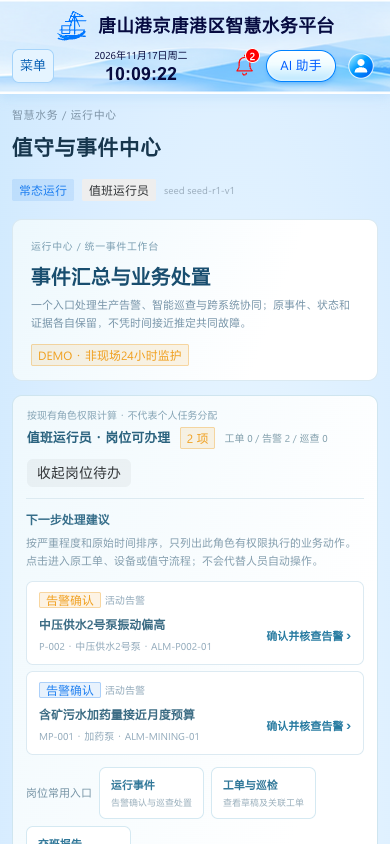 唐山港京唐港区智慧水务平台
菜单
2026年11月17日周二
10:09:22
2
AI 助手
智慧水务 / 运行中心
值守与事件中心
常态运行
值班运行员
seed seed-r1-v1
运行中心 / 统一事件工作台
事件汇总与业务处置
一个入口处理生产告警、智能巡查与跨系统协同；原事件、状态和
证据各自保留，不凭时间接近推定共同故障。
DEMO · 非现场24小时监护
按现有角色权限计算 · 不代表个人任务分配
值班运行员 · 岗位可办理
2 项
工单 0 / 告警 2 / 巡查 0
收起岗位待办
下一步处理建议
按严重程度和原始时间排序，只列出此角色有权限执行的业务动作。
点击进入原工单、设备或值守流程；不会代替人员自动操作。
告警确认
活动告警
中压供水2号泵振动偏高
P-002 · 中压供水2号泵 · ALM-P002-01
确认并核查告警 ›
告警确认
活动告警
含矿污水加药量接近月度预算
MP-001 · 加药泵 · ALM-MINING-01
确认并核查告警 ›
岗位常用入口
运行事件
告警确认与巡查处置
工单与巡检
查看草稿及关联工单
交班报告